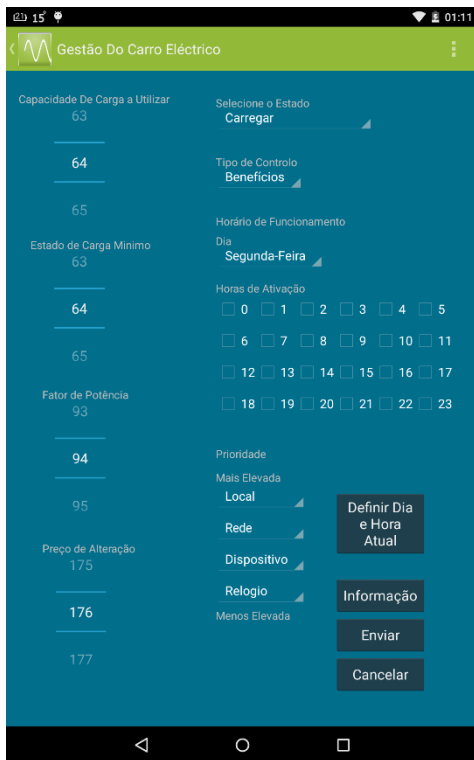 21 15° 01:11
Gestão Do Carro Eléctrico
Capacidade De Carga a Utilizar
63
64
65
Estado de Carga Minimo
63
64
65
Fator de Potência
93
94
95
Preço de Alteração
175
176
177
Selecione o Estado
Carregar
Tipo de Controlo
Benefícios
Horário de Funcionamento
Dia
Segunda-Feira
Horas de Ativação
0 1 2 3 4 5
6 7 8 9 10 11
12 13 14 15 16 17
18 19 20 21 22 23
Prioridade
Mais Elevada
Local
Rede
Dispositivo
Relogio
Menos Elevada
Definir Dia
e Hora
Atual
Informação
Enviar
Cancelar